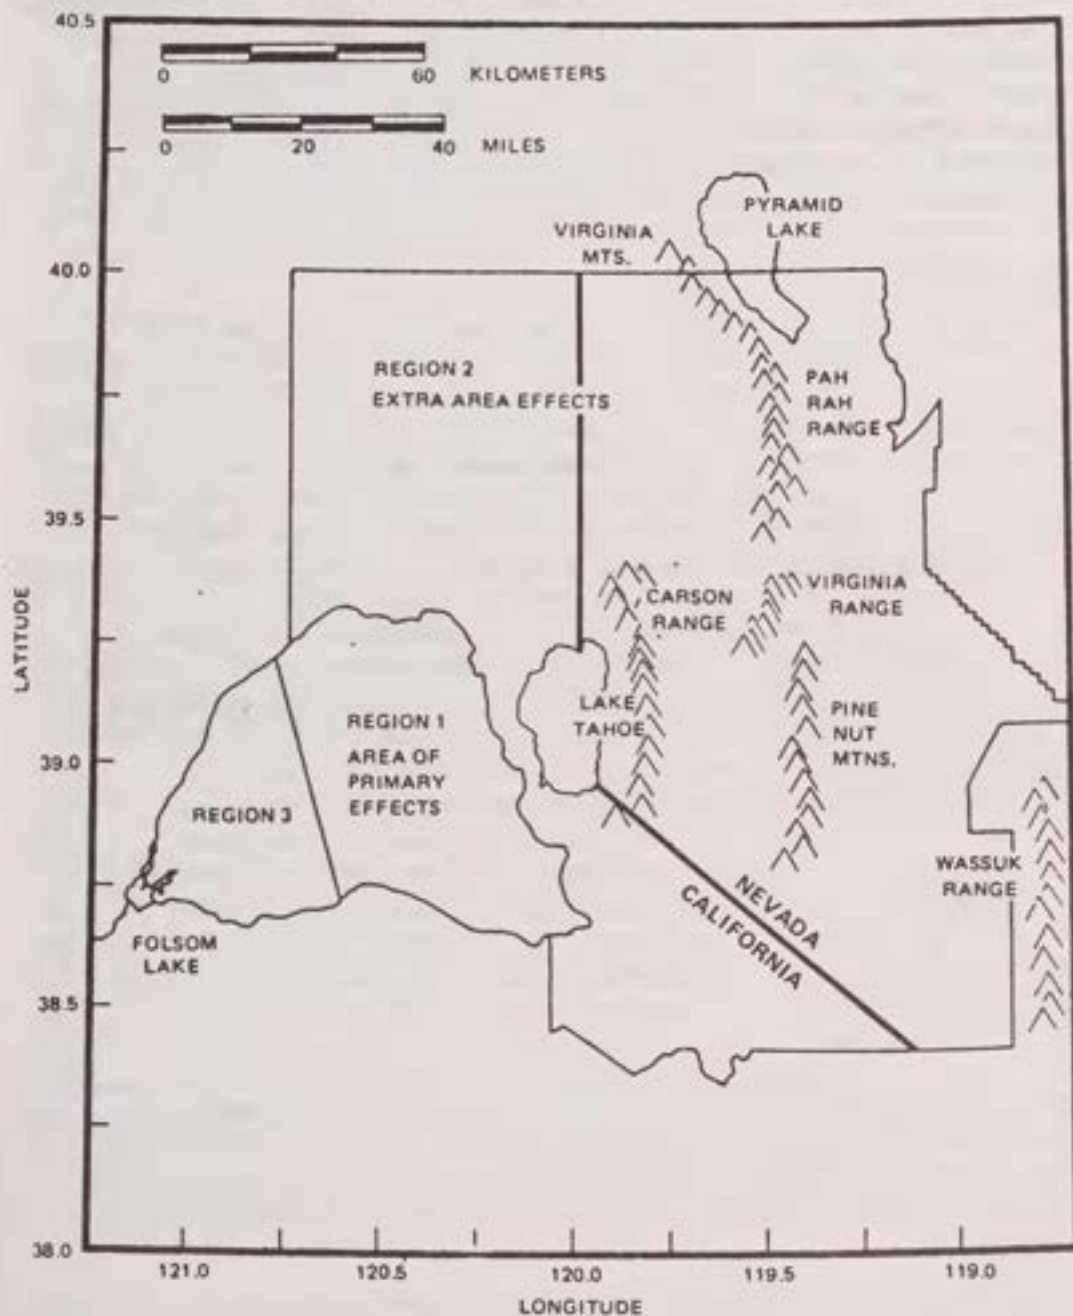 40.5
0 60 KILOMETERS
0 20 40 MILES
PYRAMID
LAKE
VIRGINIA
MTS.
40.0
REGION 2
EXTRA AREA EFFECTS
PAH
RAH
RANGE
39.5
CARSON
RANGE
VIRGINIA
RANGE
LATITUDE
LAKE
TAHOE
REGION 1
AREA OF
PRIMARY
EFFECTS
PINE
NUT
MTNS.
39.0
REGION 3
WASSUK
RANGE
NEVADA
CALIFORNIA
FOLSOM
LAKE
38.5
38.0
121.0 120.5 120.0 119.5 119.0
LONGITUDE